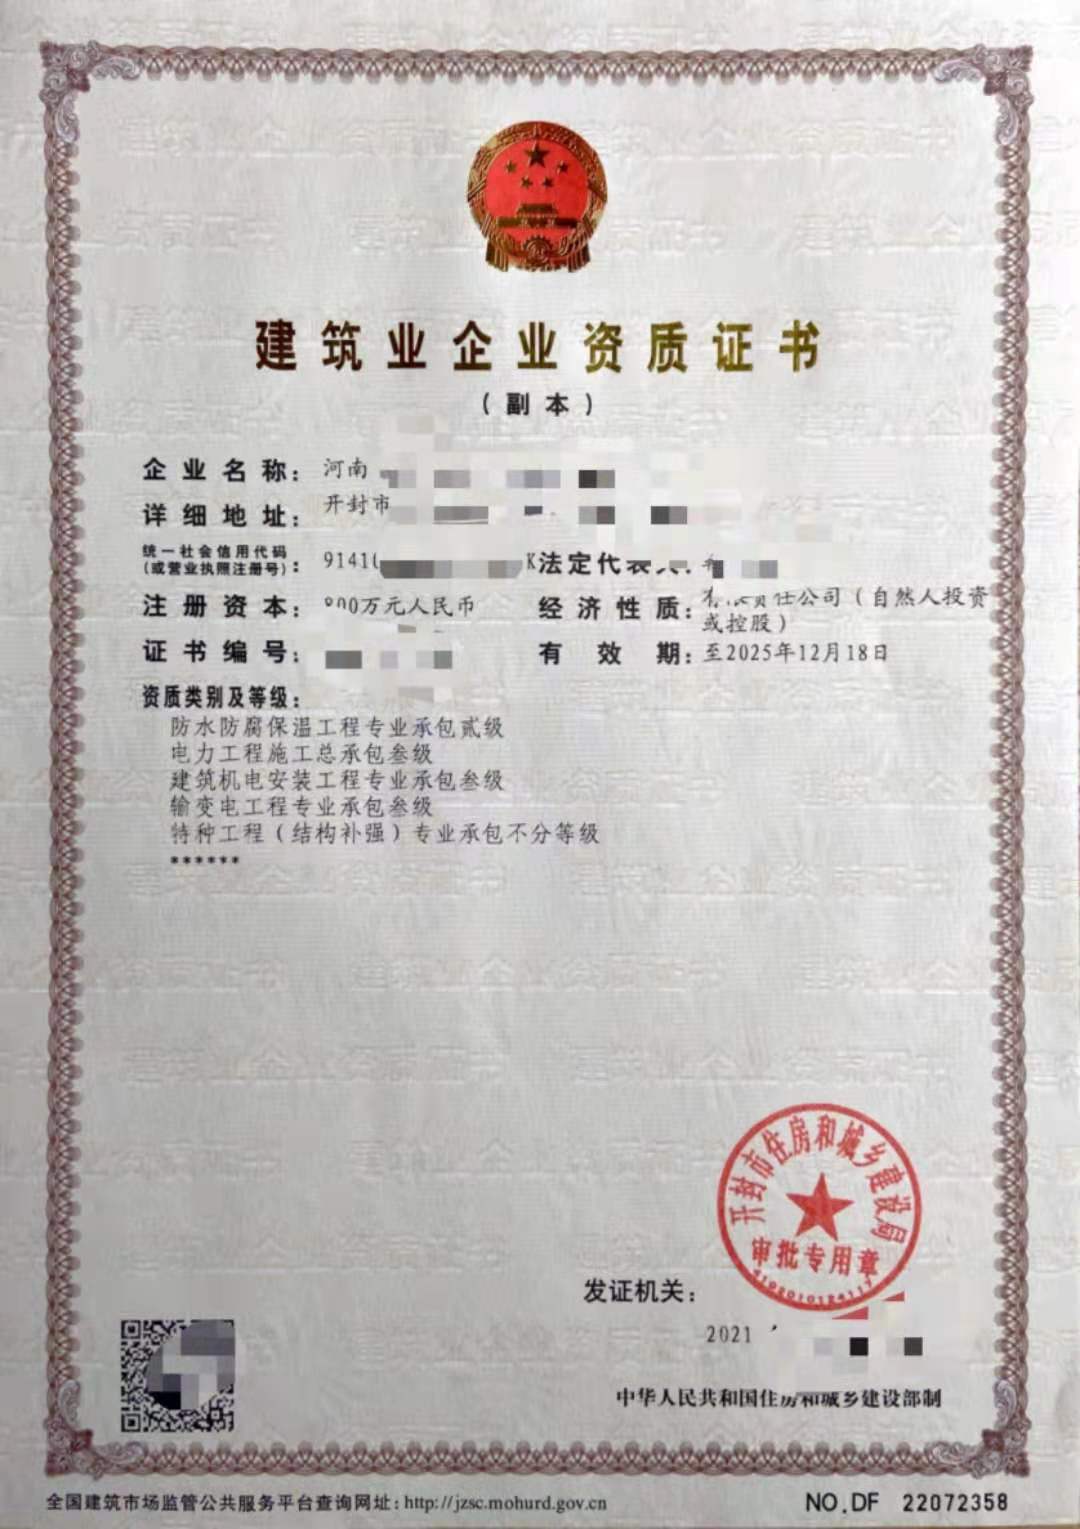 建筑业企业资质证书
（副本）
企业名称：河南
详细地址：开封市
统一社会信用代码
（或营业执照注册号）：9141 K 法定代表
注册资本： 00万元人民币 经济性质：有限责任公司（自然人投资
或控股）
证书编号： 有效期：至2025年12月18日
资质类别及等级：
防水防腐保温工程专业承包贰级
电力工程施工总承包叁级
建筑机电安装工程专业承包叁级
输变电工程专业承包叁级
特种工程（结构补强）专业承包不分等级
******
开封市住房和城乡建设局
审批专用章
发证机关：
2021
中华人民共和国住房和城乡建设部制
全国建筑市场监管公共服务平台查询网址：http://jzsc.mohurd.gov.cn NO.DF 22072358